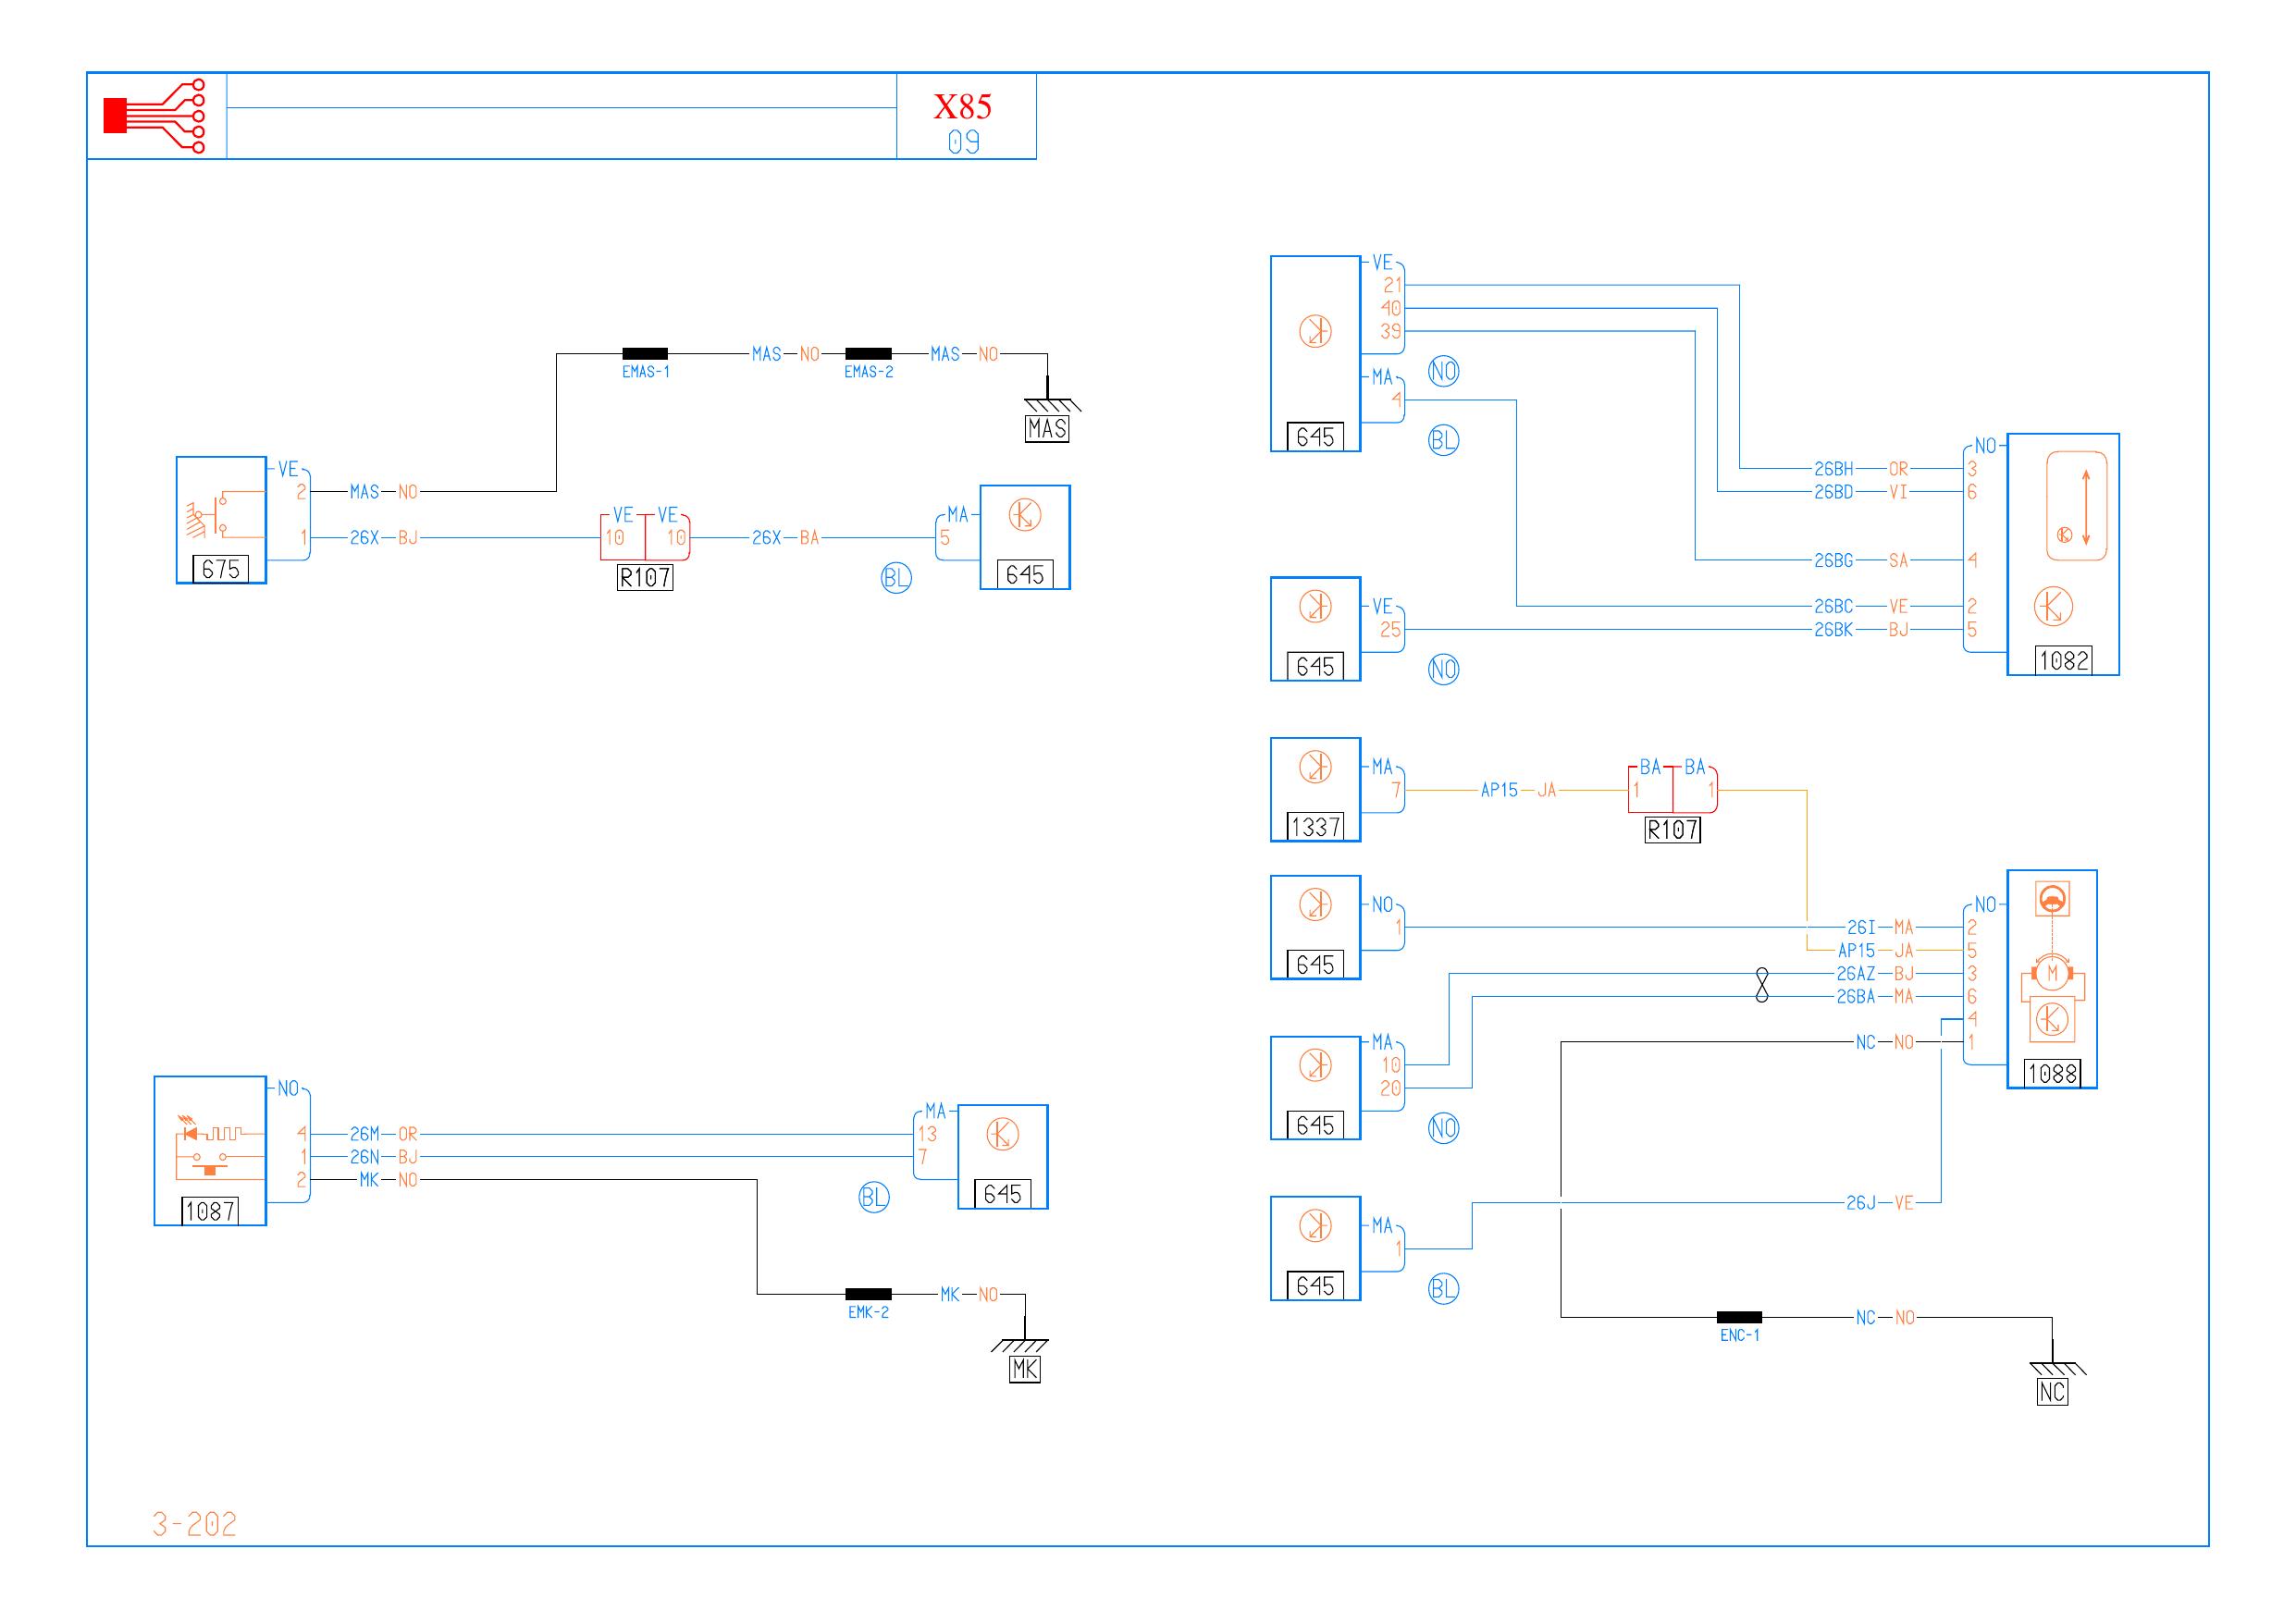 X85
09
MAS NO MAS NO
EMAS-1 EMAS-2
MAS
VE
2 MAS NO
1 26X BJ
675
VE VE
10 10
R107
26X BA
MA
5
645
BL
NO
4 26M OR
1 26N BJ
2 MK NO
1087
MA
13
7
645
BL
EMK-2
MK NO
MK
VE
21
40
39
NO
MA
4
BL
645
VE
25
645
NO
NO
26BH OR 3
26BD VI 6
26BG SA 4
26BC VE 2
26BK BJ 5
1082
MA
7 AP15 JA
1337
BA BA
1 1
R107
NO
1
645
MA
10
20
645
NO
MA
1
645
BL
NO
26I MA 2
AP15 JA 5
26AZ BJ 3
26BA MA 6
4
NC NO 1
M
1088
26J VE
ENC-1
NC NO
NC
3-202